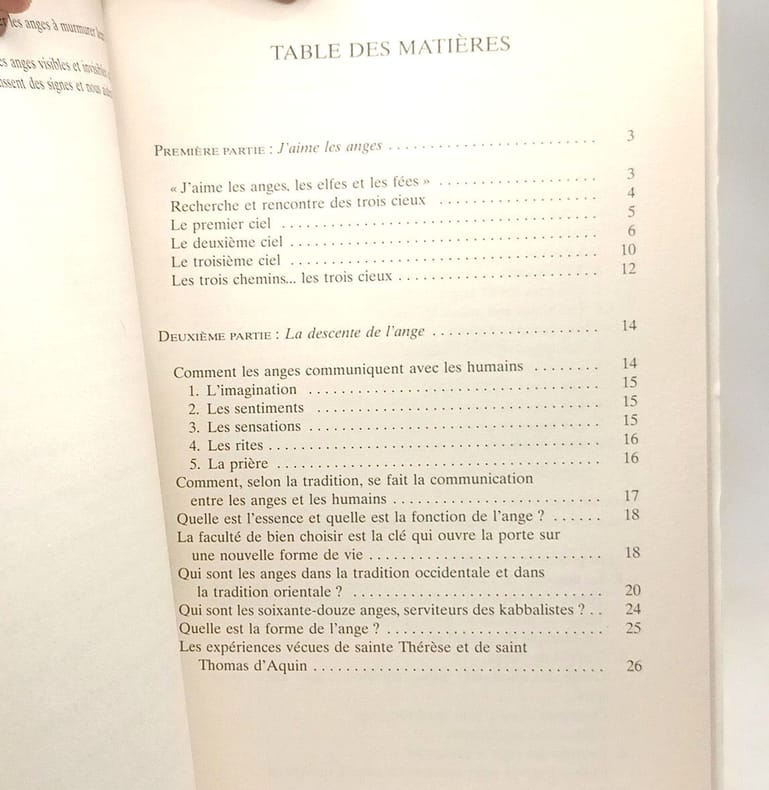 les anges à murmurer
es anges visibles et invisibles
issent des signes et nous
TABLE DES MATIÈRES
PREMIÈRE PARTIE : J'aime les anges . . . . . . . . . . . . . . . . . . . . . . . . . . 3
« J'aime les anges, les elfes et les fées » . . . . . . . . . . . . . . . . . . . . 3
Recherche et rencontre des trois cieux . . . . . . . . . . . . . . . . . . . . 4
Le premier ciel . . . . . . . . . . . . . . . . . . . . . . . . . . . . . . . . . . . . . . . 5
Le deuxième ciel . . . . . . . . . . . . . . . . . . . . . . . . . . . . . . . . . . . . . . 6
Le troisième ciel . . . . . . . . . . . . . . . . . . . . . . . . . . . . . . . . . . . . . . 10
Les trois chemins... les trois cieux . . . . . . . . . . . . . . . . . . . . . . . . . 12
DEUXIÈME PARTIE : La descente de l'ange . . . . . . . . . . . . . . . . . . . . . 14
Comment les anges communiquent avec les humains . . . . . . . . 14
1. L'imagination . . . . . . . . . . . . . . . . . . . . . . . . . . . . . . . . . . . . 15
2. Les sentiments . . . . . . . . . . . . . . . . . . . . . . . . . . . . . . . . . . . 15
3. Les sensations . . . . . . . . . . . . . . . . . . . . . . . . . . . . . . . . . . . . 15
4. Les rites . . . . . . . . . . . . . . . . . . . . . . . . . . . . . . . . . . . . . . . . . 16
5. La prière . . . . . . . . . . . . . . . . . . . . . . . . . . . . . . . . . . . . . . . . 16
Comment, selon la tradition, se fait la communication
entre les anges et les humains . . . . . . . . . . . . . . . . . . . . . . . . . . 17
Quelle est l'essence et quelle est la fonction de l'ange ? . . . . . . 18
La faculté de bien choisir est la clé qui ouvre la porte sur
une nouvelle forme de vie . . . . . . . . . . . . . . . . . . . . . . . . . . . . . 18
Qui sont les anges dans la tradition occidentale et dans
la tradition orientale ? . . . . . . . . . . . . . . . . . . . . . . . . . . . . . . . 20
Qui sont les soixante-douze anges, serviteurs des kabbalistes ? . . 24
Quelle est la forme de l'ange ? . . . . . . . . . . . . . . . . . . . . . . . . . . . 25
Les expériences vécues de sainte Thérèse et de saint
Thomas d'Aquin . . . . . . . . . . . . . . . . . . . . . . . . . . . . . . . . . . . . 26